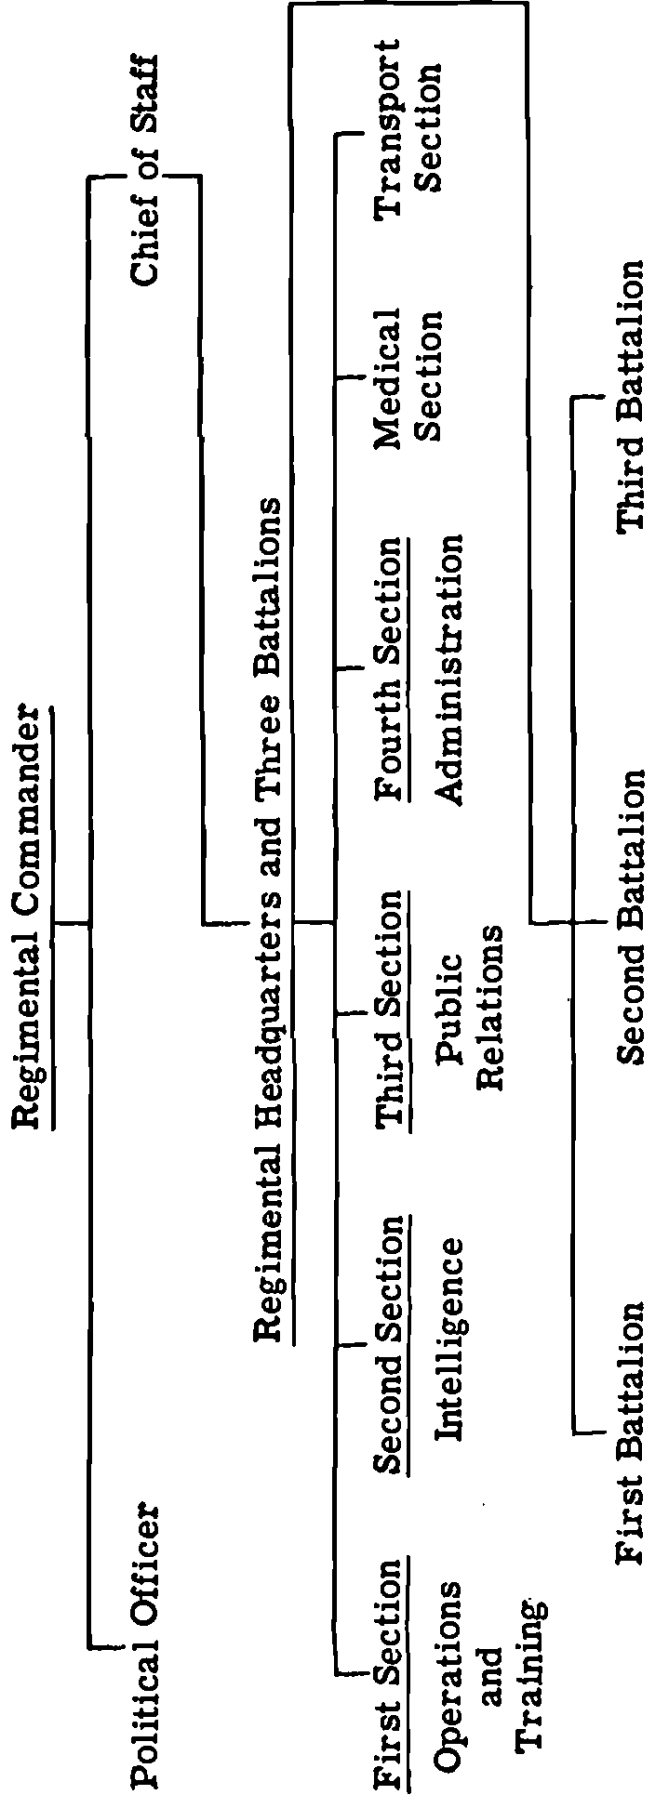 Regimental Commander
Political Officer
Chief of Staff
Regimental Headquarters and Three Battalions
First Section
Operations
and
Training
Second Section
Intelligence
Third Section
Public
Relations
Fourth Section
Administration
Medical
Section
Transport
Section
First Battalion
Second Battalion
Third Battalion